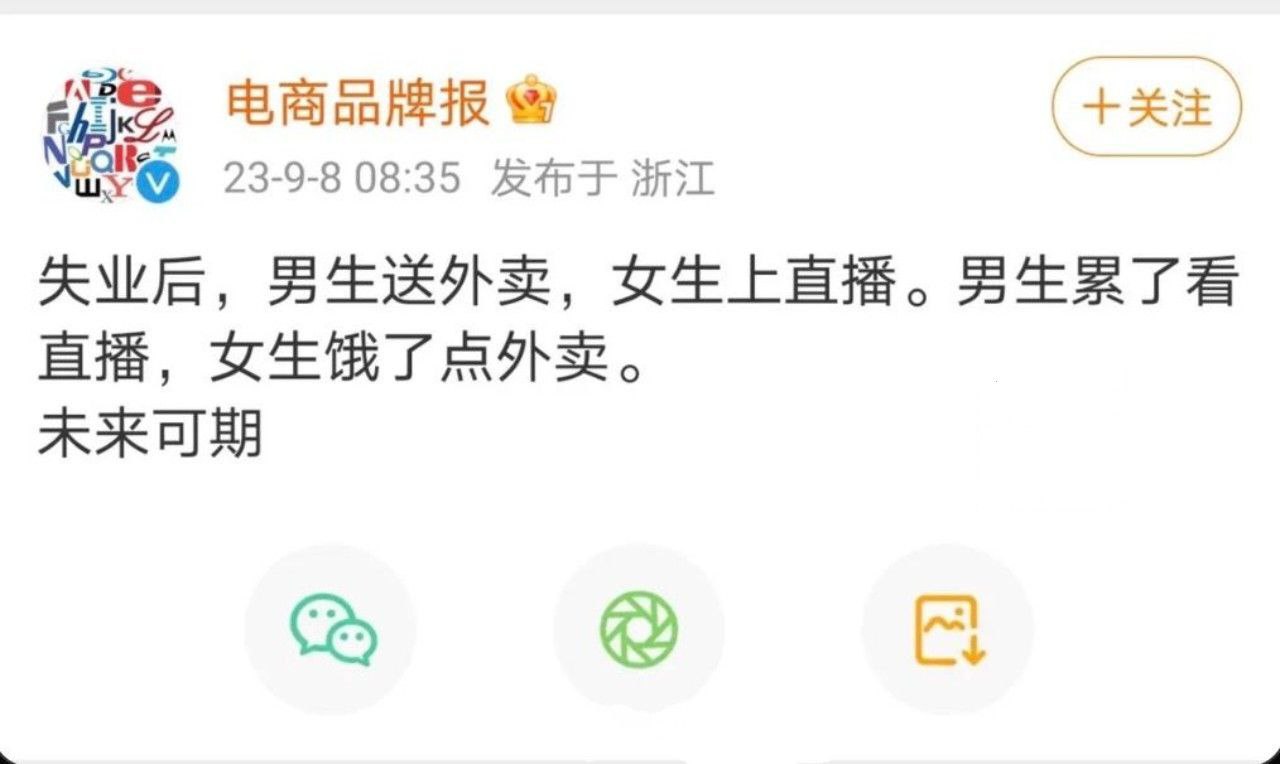 电商品牌报
+关注
23-9-8 08:35 发布于 浙江
失业后，男生送外卖，女生上直播。男生累了看
直播，女生饿了点外卖。
未来可期